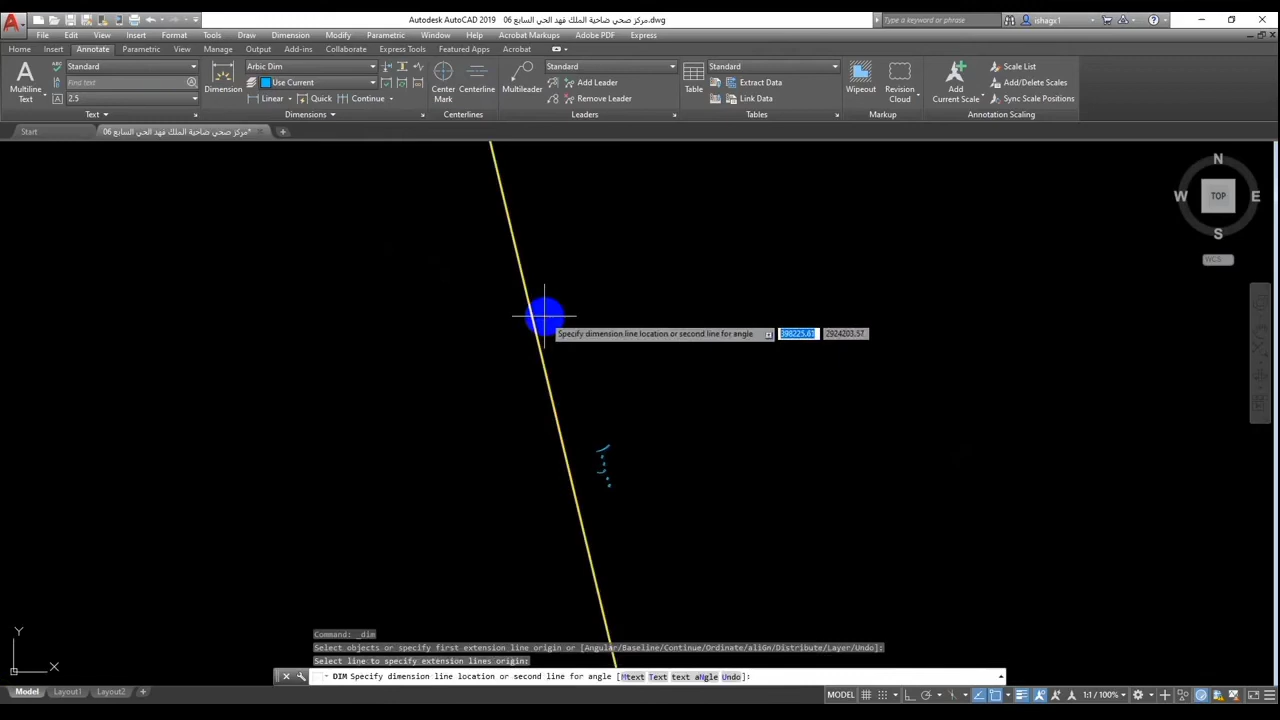 Autodesk AutoCAD 2019 مركز صحي ضاحية الملك فهد الحي السابع 06.dwg
Type a keyword or phrase
ishagx1
File Edit View Insert Format Tools Draw Dimension Modify Parametric Window Acrobat Markups Adobe PDF Express
Home Insert Annotate Parametric View Manage Output Add-ins Collaborate Express Tools Featured Apps Acrobat
Multiline Text
Standard
Find text
2.5
Text
Dimension
Arbic Dim
Use Current
Linear Quick Continue
Dimensions
Center Mark
Centerline
Centerlines
Multileader
Standard
Add Leader
Remove Leader
Leaders
Table
Standard
Extract Data
Link Data
Tables
Wipeout
Revision Cloud
Markup
Add Current Scale
Scale List
Add/Delete Scales
Sync Scale Positions
Annotation Scaling
Start
مركز صحي ضاحية الملك فهد الحي السابع 06*
N
W TOP E
S
WCS
Specify dimension line location or second line for angle 398225.61 2924203.57
Y
X
Command: _dim
Select objects or specify first extension line origin or [Angular/Baseline/Continue/Ordinate/aliGn/Distribute/Layer/Undo]:
Select line to specify extension lines origin:
DIM Specify dimension line location or second line for angle [Mtext Text text aNgle Undo]:
Model Layout1 Layout2
MODEL
1:1 / 100%